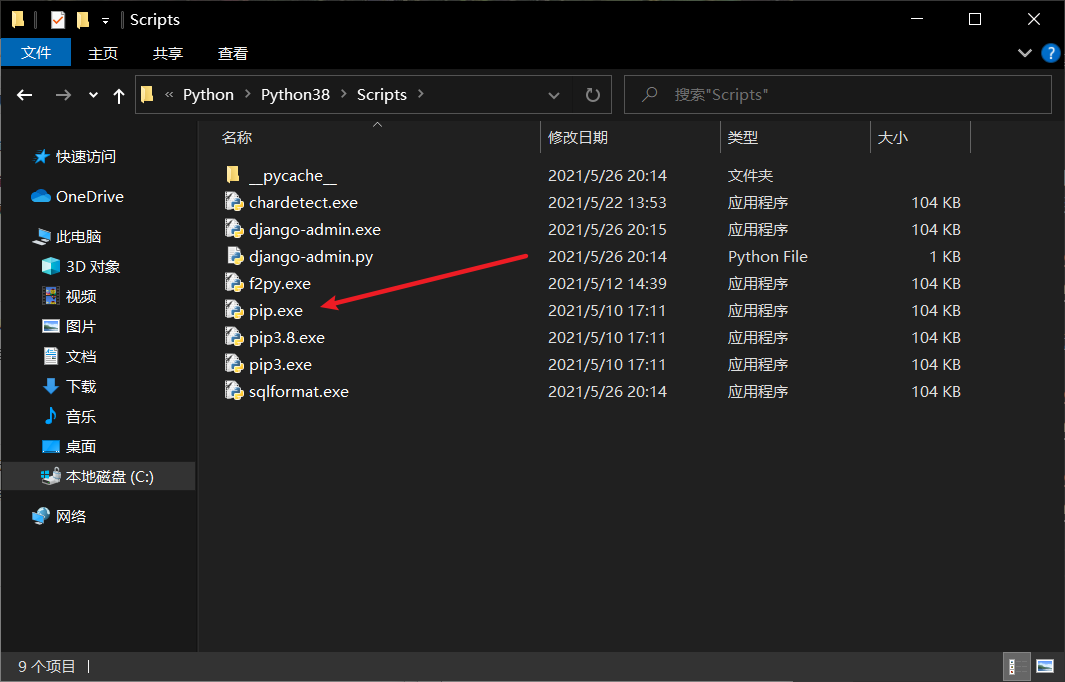 Scripts
文件 主页 共享 查看
« Python › Python38 › Scripts › 搜索"Scripts"
名称 修改日期 类型 大小
快速访问
OneDrive
此电脑
3D 对象
视频
图片
文档
下载
音乐
桌面
本地磁盘 (C:)
网络
__pycache__ 2021/5/26 20:14 文件夹
chardetect.exe 2021/5/22 13:53 应用程序 104 KB
django-admin.exe 2021/5/26 20:15 应用程序 104 KB
django-admin.py 2021/5/26 20:14 Python File 1 KB
f2py.exe 2021/5/12 14:39 应用程序 104 KB
pip.exe 2021/5/10 17:11 应用程序 104 KB
pip3.8.exe 2021/5/10 17:11 应用程序 104 KB
pip3.exe 2021/5/10 17:11 应用程序 104 KB
sqlformat.exe 2021/5/26 20:14 应用程序 104 KB
9 个项目